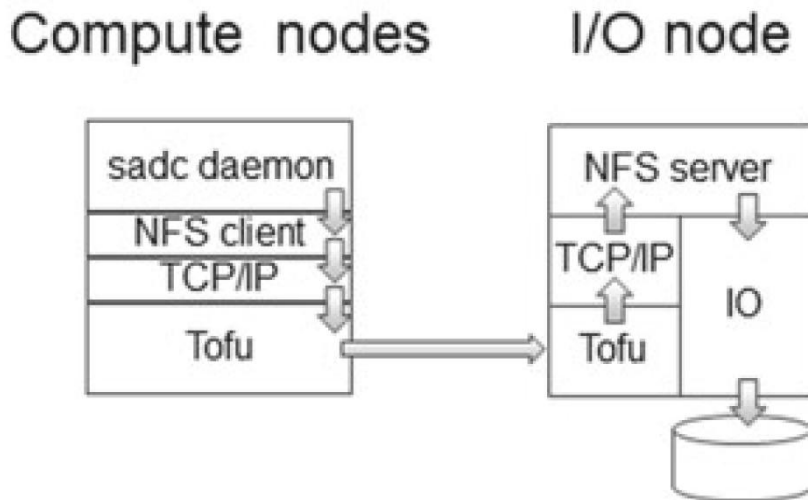 Compute nodes
I/O node
sadc daemon
NFS client
TCP/IP
Tofu
NFS server
TCP/IP
Tofu
IO